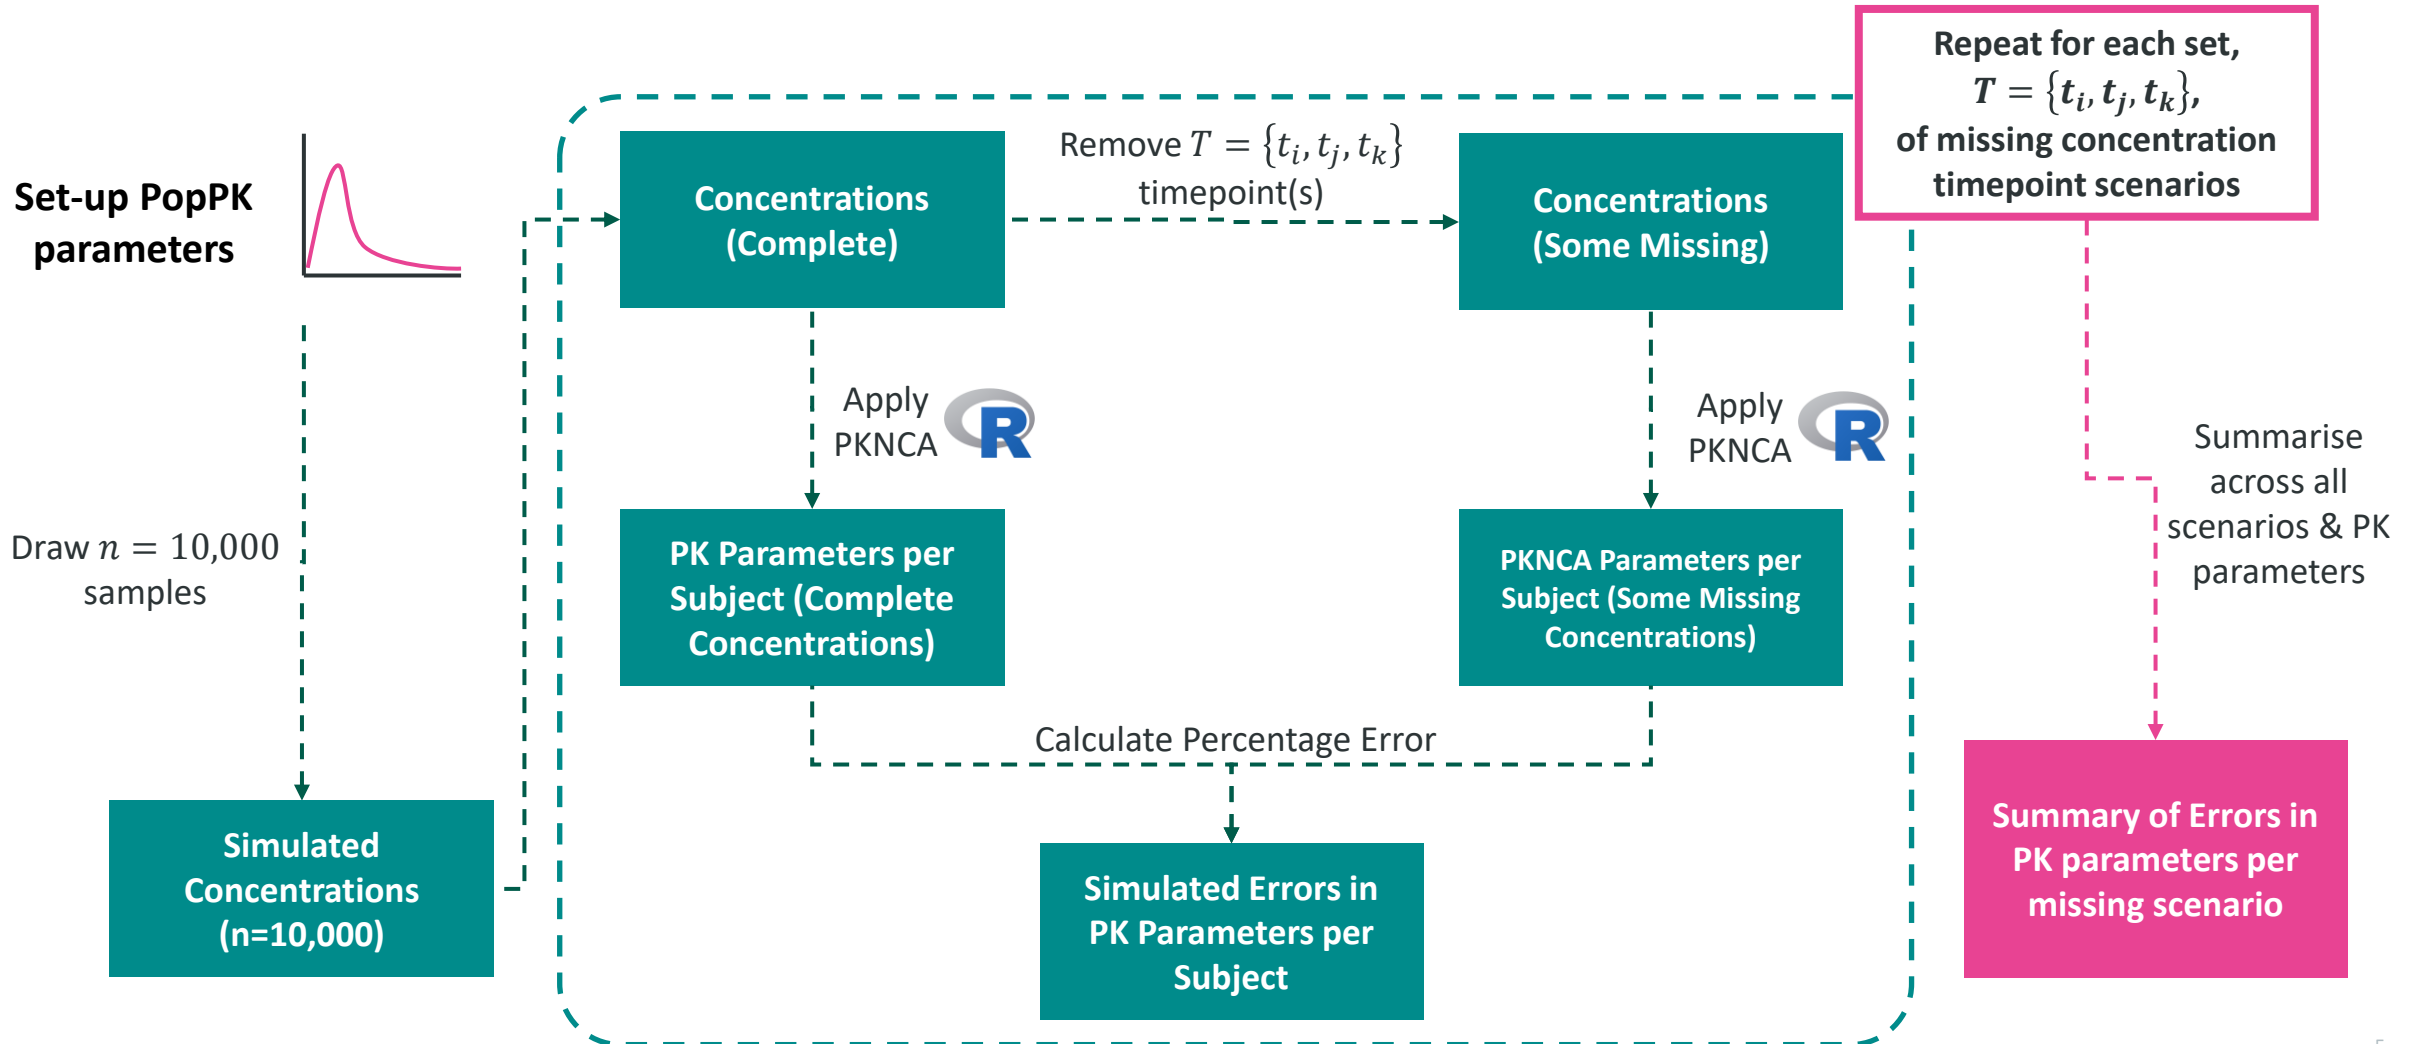 Set-up PopPK
parameters
Draw n = 10,000
samples
Simulated
Concentrations
(n=10,000)
Concentrations
(Complete)
Remove T = {t_i, t_j, t_k}
timepoint(s)
Concentrations
(Some Missing)
Repeat for each set,
T = {t_i, t_j, t_k},
of missing concentration
timepoint scenarios
Apply
PKNCA
R
Apply
PKNCA
R
PK Parameters per
Subject (Complete
Concentrations)
PKNCA Parameters per
Subject (Some Missing
Concentrations)
Calculate Percentage Error
Simulated Errors in
PK Parameters per
Subject
Summarise
across all
scenarios & PK
parameters
Summary of Errors in
PK parameters per
missing scenario